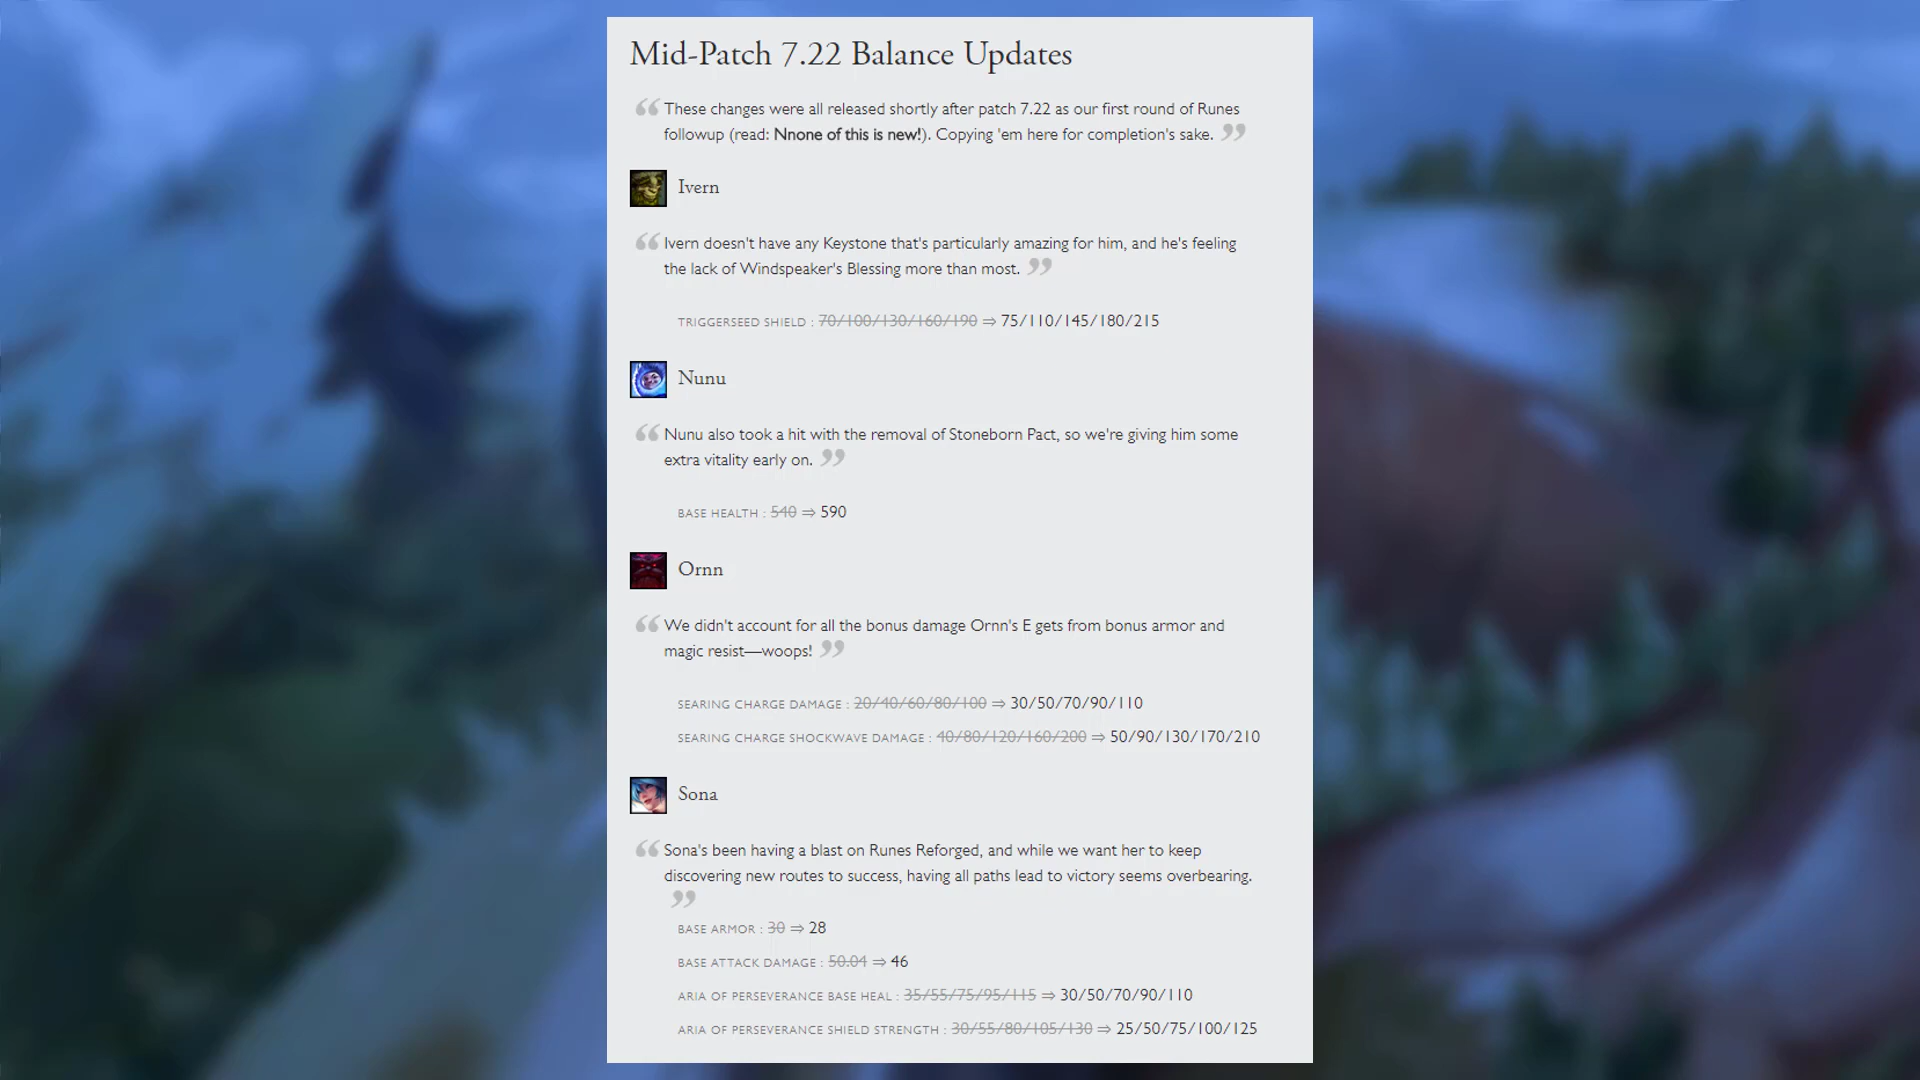 Mid-Patch 7.22 Balance Updates
“These changes were all released shortly after patch 7.22 as our first round of Runes
followup (read: Nnone of this is new!). Copying 'em here for completion's sake. ”
Ivern
“Ivern doesn't have any Keystone that's particularly amazing for him, and he's feeling
the lack of Windspeaker's Blessing more than most. ”
TRIGGERSEED SHIELD : 70/100/130/160/190 ⇒ 75/110/145/180/215
Nunu
“Nunu also took a hit with the removal of Stoneborn Pact, so we're giving him some
extra vitality early on. ”
BASE HEALTH : 540 ⇒ 590
Ornn
“We didn't account for all the bonus damage Ornn's E gets from bonus armor and
magic resist—woops! ”
SEARING CHARGE DAMAGE : 20/40/60/80/100 ⇒ 30/50/70/90/110
SEARING CHARGE SHOCKWAVE DAMAGE : 40/80/120/160/200 ⇒ 50/90/130/170/210
Sona
“Sona's been having a blast on Runes Reforged, and while we want her to keep
discovering new routes to success, having all paths lead to victory seems overbearing.
”
BASE ARMOR : 30 ⇒ 28
BASE ATTACK DAMAGE : 50.04 ⇒ 46
ARIA OF PERSEVERANCE BASE HEAL : 35/55/75/95/115 ⇒ 30/50/70/90/110
ARIA OF PERSEVERANCE SHIELD STRENGTH : 30/55/80/105/130 ⇒ 25/50/75/100/125